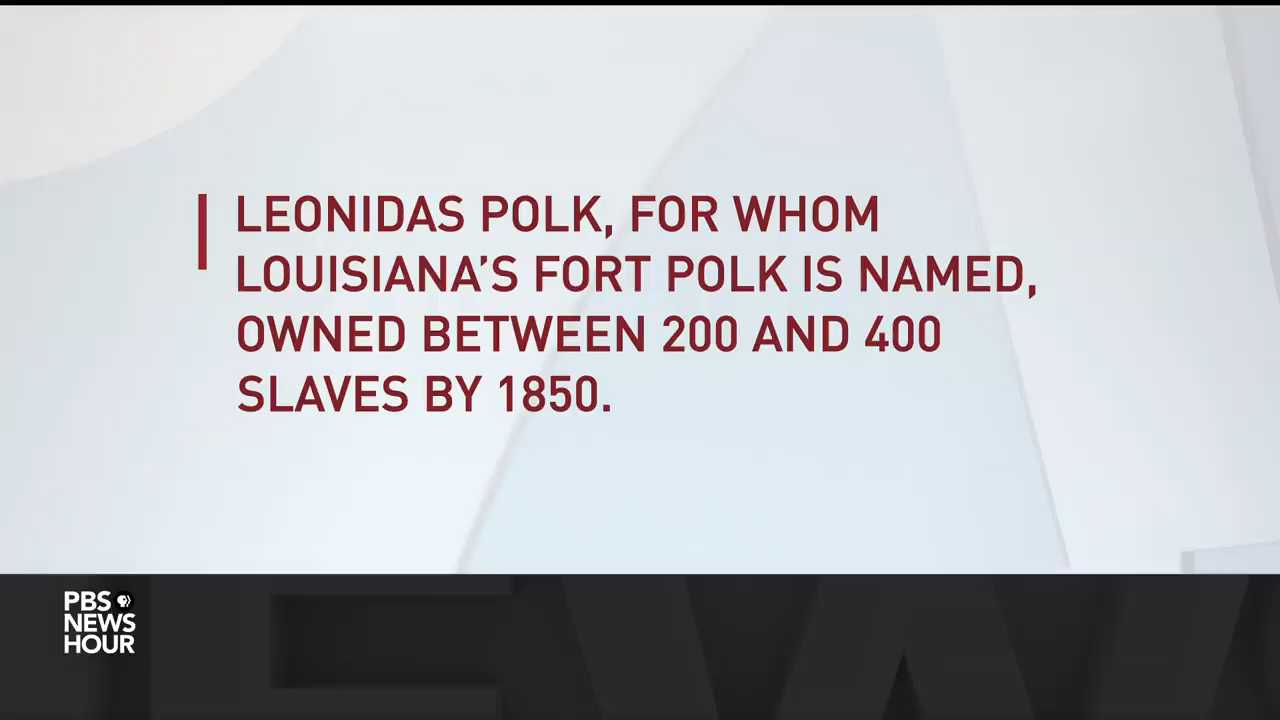 LEONIDAS POLK, FOR WHOM
LOUISIANA'S FORT POLK IS NAMED,
OWNED BETWEEN 200 AND 400
SLAVES BY 1850.
PBS
NEWS
HOUR